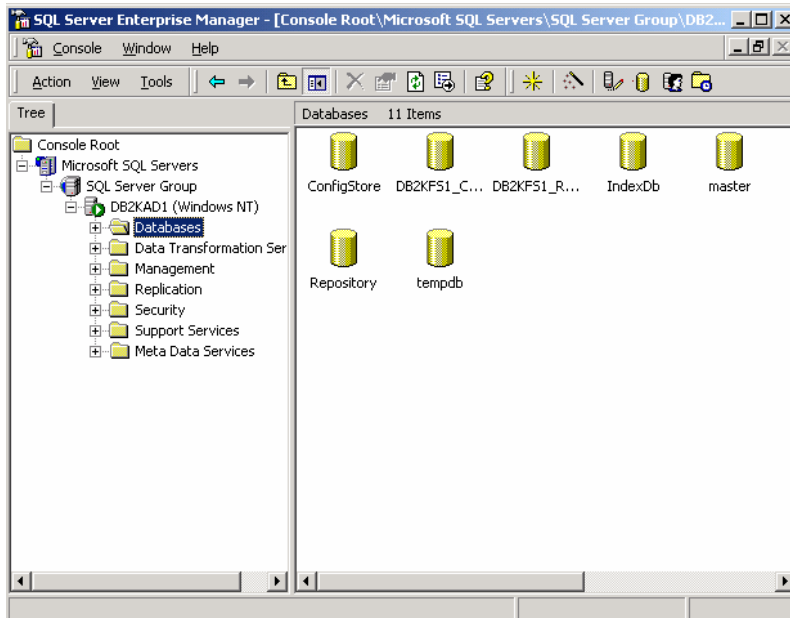 SQL Server Enterprise Manager - [Console Root\Microsoft SQL Servers\SQL Server Group\DB2...
Console Window Help
Action View Tools
Tree
Databases 11 Items
Console Root
Microsoft SQL Servers
SQL Server Group
DB2KAD1 (Windows NT)
Databases
Data Transformation Ser
Management
Replication
Security
Support Services
Meta Data Services
ConfigStore DB2KFS1_C... DB2KFS1_R... IndexDb master
Repository tempdb